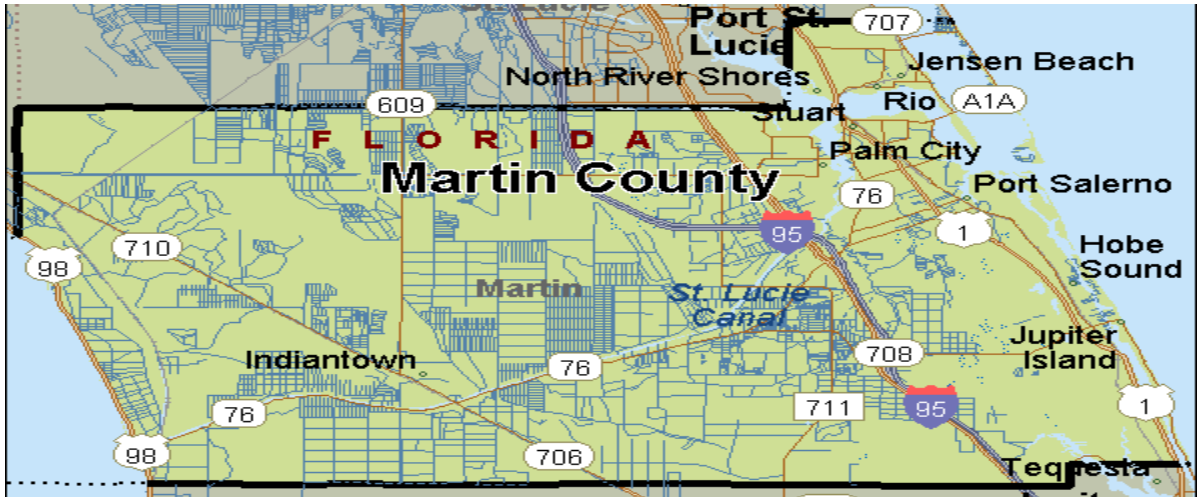 St. Lucie
Port St.
Lucie
707
Jensen Beach
North River Shores
609
Stuart
Rio
A1A
FLORIDA
Palm City
Martin County
76
Port Salerno
95
1
710
98
Hobe
Sound
Martin
St. Lucie
Canal
Jupiter
Island
Indiantown
76
708
76
711
95
1
98
706
Tequesta